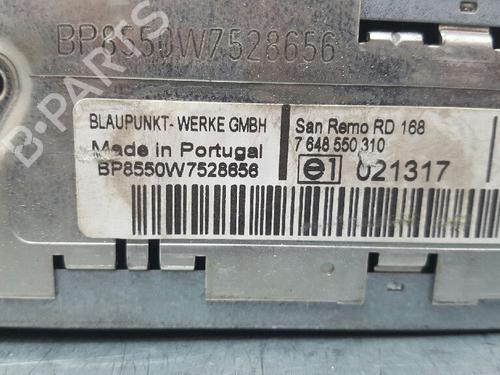 BP8550W7528656
BLAUPUNKT- WERKE GMBH
Made in Portugal
BP8550W7528656
San Remo RD 168
7 648 550 310
e1 021317
B-PARTS